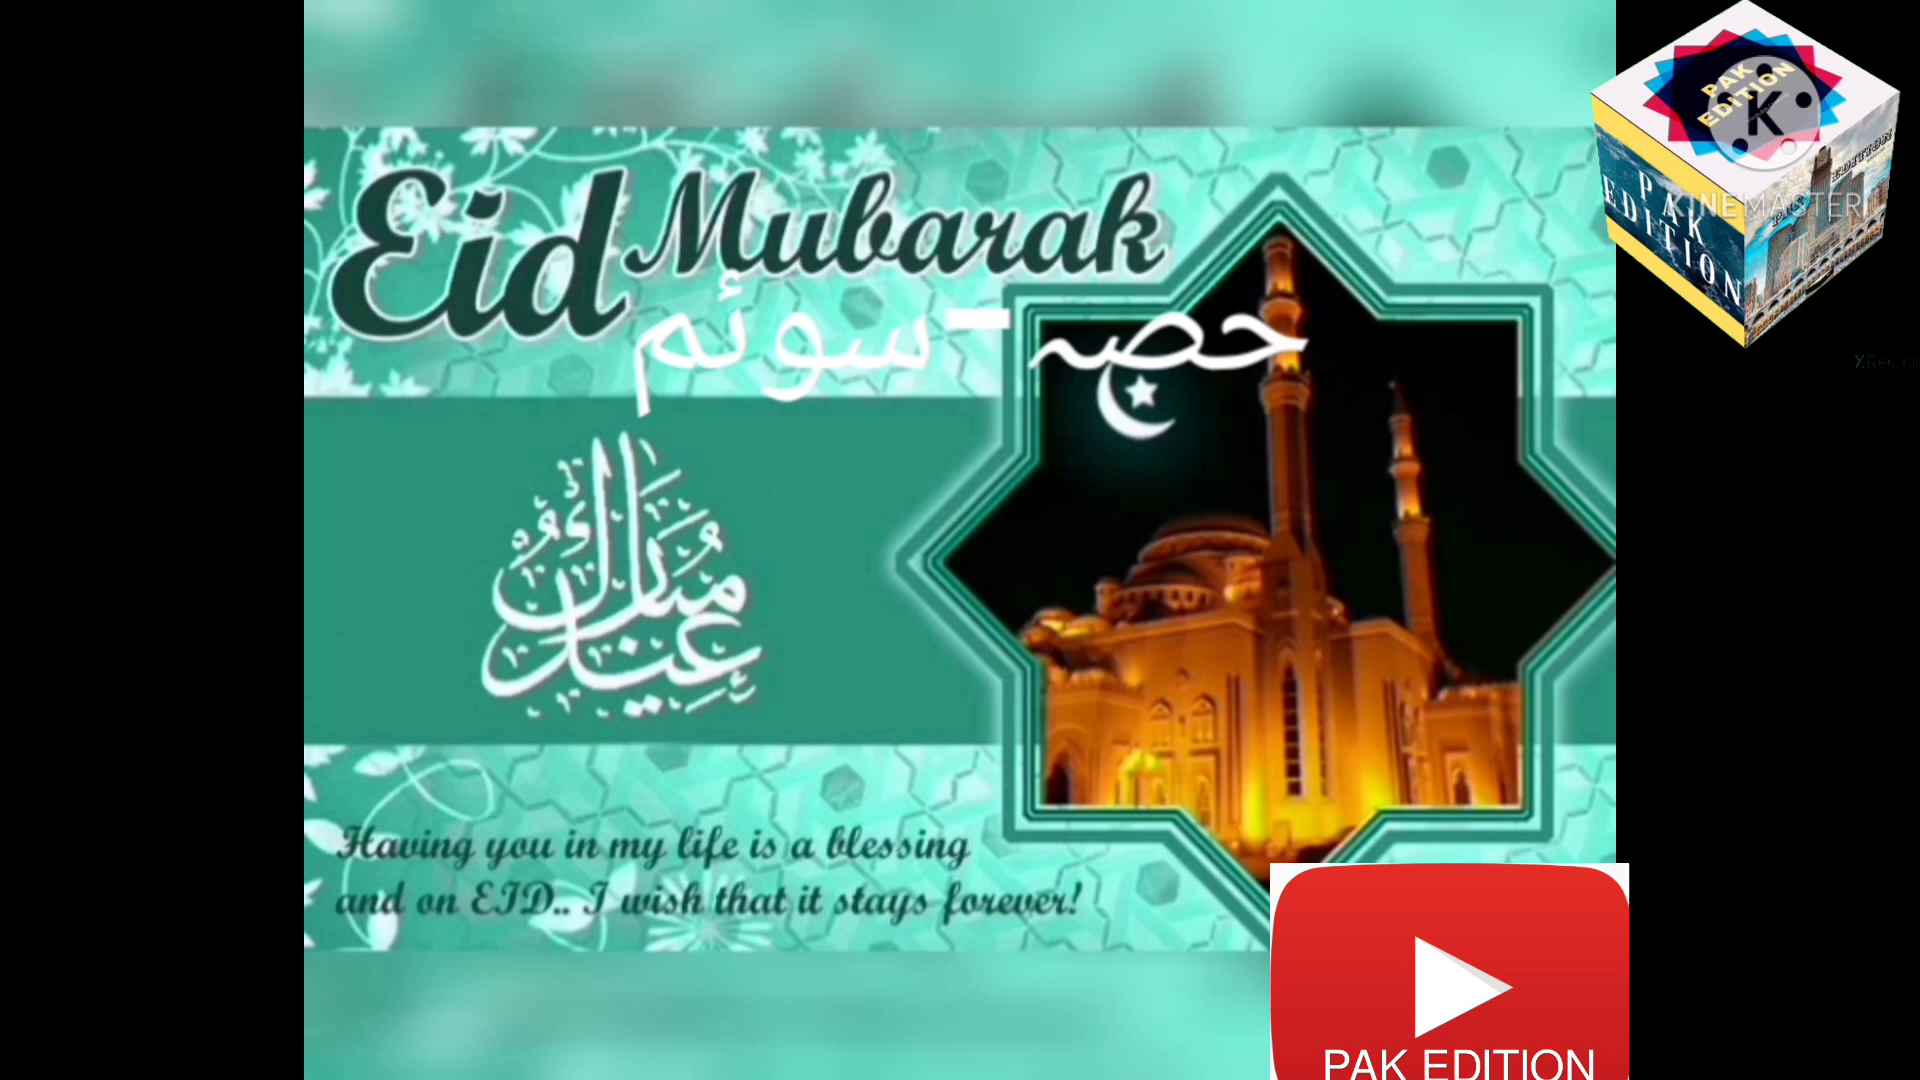 Eid Mubarak
حصہ-سوئم
عيد مبارك
Having you in my life is a blessing
and on EID.. I wish that it stays forever!
PAK
EDITION
K
KINEMASTER
PAK
EDITION
EDITION
PAK EDITION